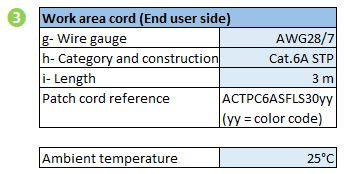 3
Work area cord (End user side)
g- Wire gauge AWG28/7
h- Category and construction Cat.6A STP
i- Length 3 m
Patch cord reference ACTPC6ASFLS30yy
(yy = color code)
Ambient temperature 25°C